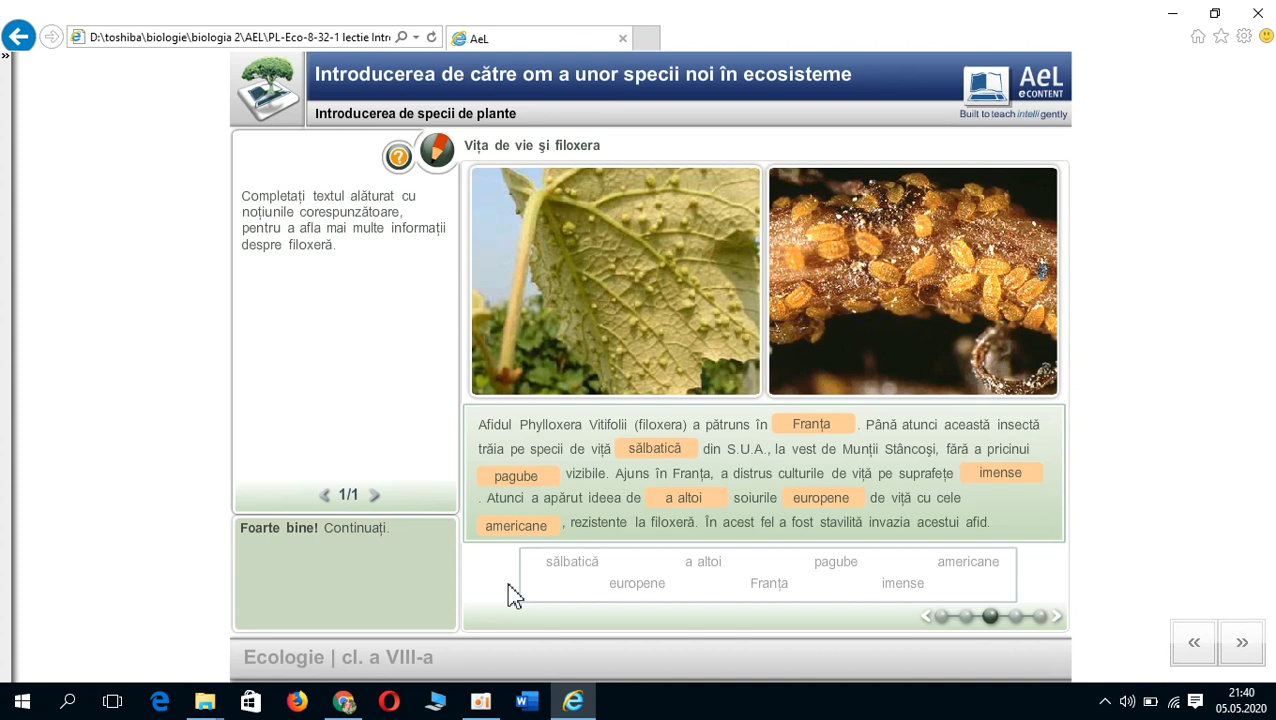 D:\toshiba\biologie\biologia 2\AEL\PL-Eco-8-32-1 lectie Intr
AeL
»
Introducerea de către om a unor specii noi în ecosisteme
AeL
eCONTENT
Introducerea de specii de plante
Built to teach intelligently
Vița de vie şi filoxera
Completați textul alăturat cu
noțiunile corespunzătoare,
pentru a afla mai multe informații
despre filoxeră.
1/1
Foarte bine! Continuați.
Afidul Phylloxera Vitifolii (filoxera) a pătruns în Franța . Până atunci această insectă
trăia pe specii de viță sălbatică din S.U.A., la vest de Munții Stâncoşi, fără a pricinui
pagube vizibile. Ajuns în Franța, a distrus culturile de viță pe suprafețe imense
. Atunci a apărut ideea de a altoi soiurile europene de viță cu cele
americane , rezistente la filoxeră. În acest fel a fost stavilită invazia acestui afid.
sălbatică a altoi pagube americane
europene Franța imense
Ecologie | cl. a VIII-a
« »
21:40
05.05.2020